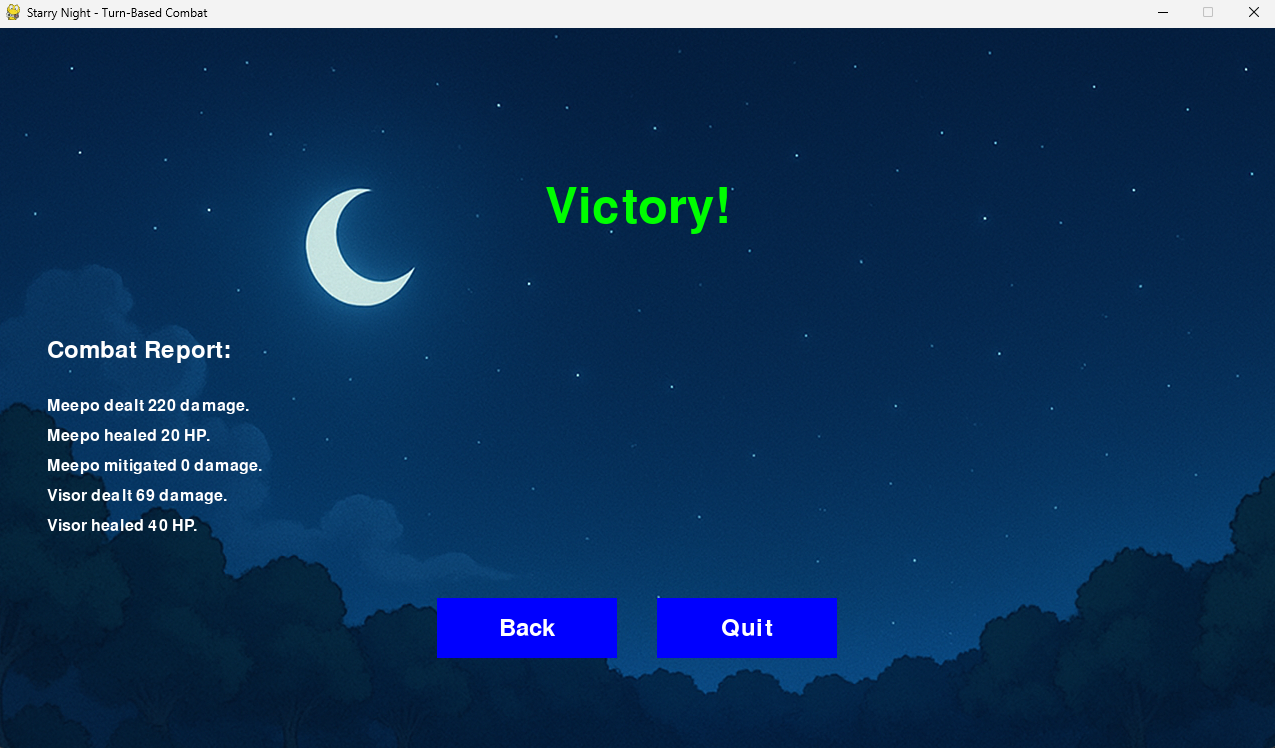 Starry Night - Turn-Based Combat
Victory!
Combat Report:
Meepo dealt 220 damage.
Meepo healed 20 HP.
Meepo mitigated 0 damage.
Visor dealt 69 damage.
Visor healed 40 HP.
Back
Quit